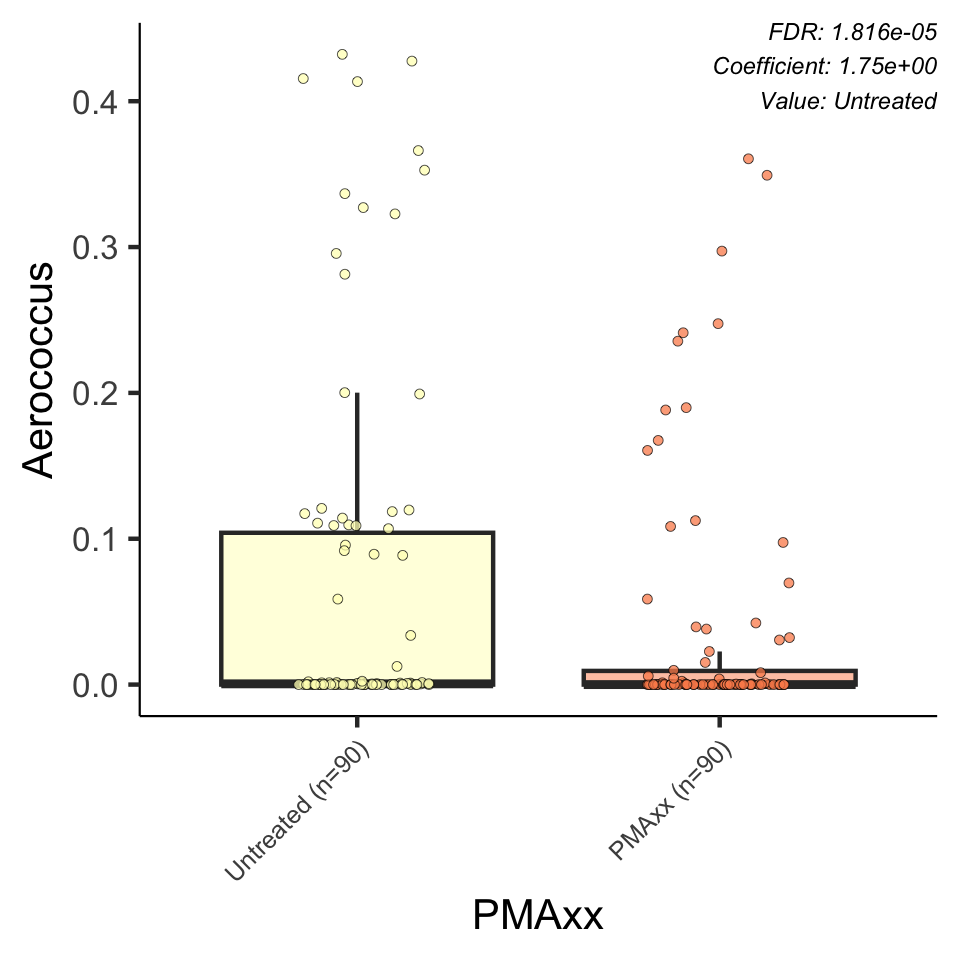 FDR: 1.816e-05
Coefficient: 1.75e+00
Value: Untreated
Aerococcus
0.4
0.3
0.2
0.1
0.0
Untreated (n=90)
PMAxx (n=90)
PMAxx